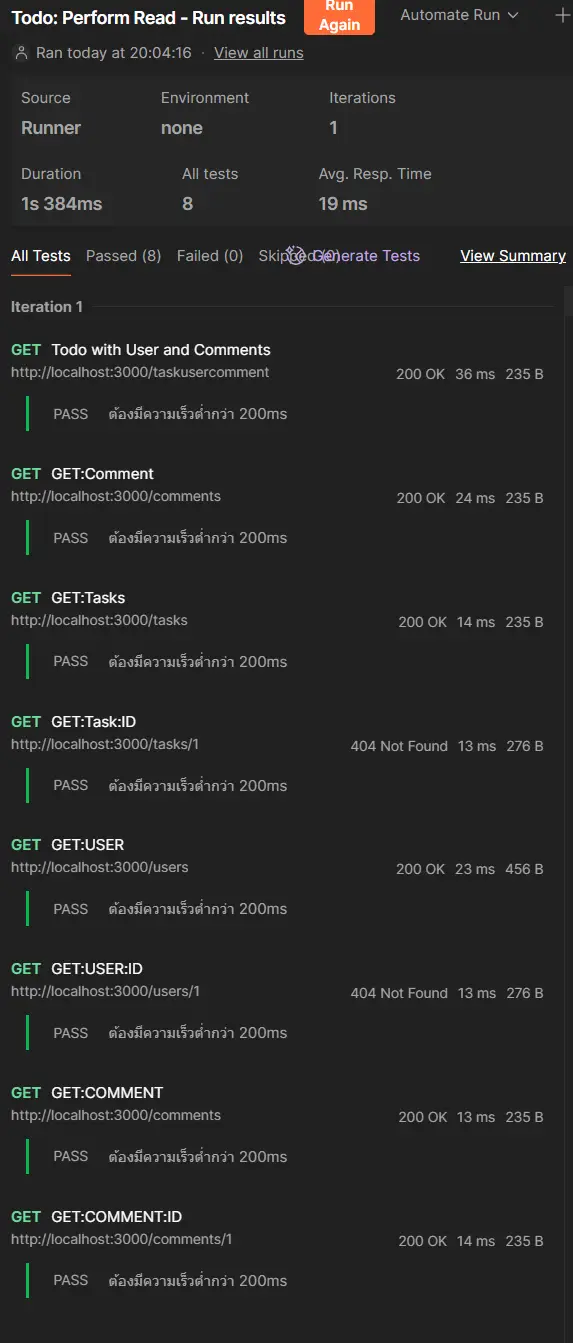 Todo: Perform Read - Run results
Run Again
Automate Run
Ran today at 20:04:16 · View all runs
Source Environment Iterations
Runner none 1
Duration All tests Avg. Resp. Time
1s 384ms 8 19 ms
All Tests Passed (8) Failed (0) Skipped (0) Generate Tests View Summary
Iteration 1
GET Todo with User and Comments
http://localhost:3000/taskusercomment 200 OK 36 ms 235 B
PASS ต้องมีความเร็วต่ำกว่า 200ms
GET GET:Comment
http://localhost:3000/comments 200 OK 24 ms 235 B
PASS ต้องมีความเร็วต่ำกว่า 200ms
GET GET:Tasks
http://localhost:3000/tasks 200 OK 14 ms 235 B
PASS ต้องมีความเร็วต่ำกว่า 200ms
GET GET:Task:ID
http://localhost:3000/tasks/1 404 Not Found 13 ms 276 B
PASS ต้องมีความเร็วต่ำกว่า 200ms
GET GET:USER
http://localhost:3000/users 200 OK 23 ms 456 B
PASS ต้องมีความเร็วต่ำกว่า 200ms
GET GET:USER:ID
http://localhost:3000/users/1 404 Not Found 13 ms 276 B
PASS ต้องมีความเร็วต่ำกว่า 200ms
GET GET:COMMENT
http://localhost:3000/comments 200 OK 13 ms 235 B
PASS ต้องมีความเร็วต่ำกว่า 200ms
GET GET:COMMENT:ID
http://localhost:3000/comments/1 200 OK 14 ms 235 B
PASS ต้องมีความเร็วต่ำกว่า 200ms